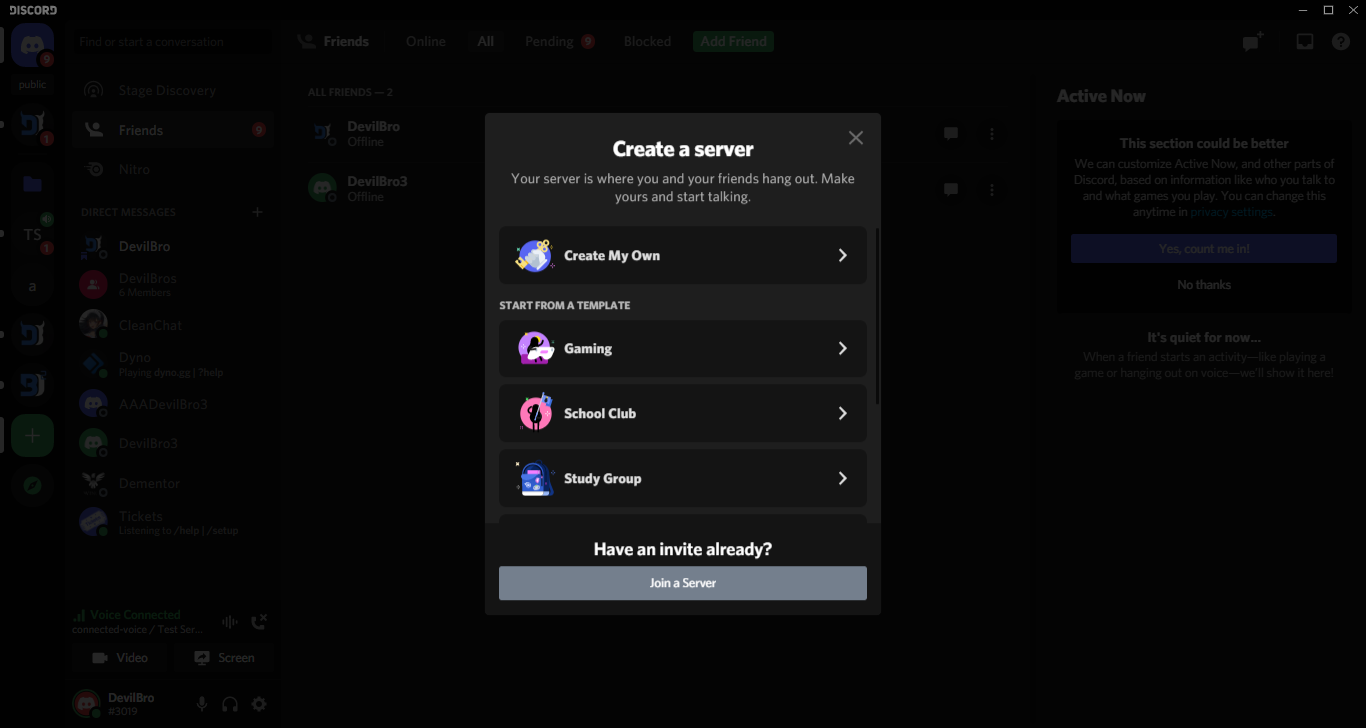 DISCORD
9
public
1
TS
1
a
Find or start a conversation
Stage Discovery
Friends
9
Nitro
DIRECT MESSAGES
DevilBro
DevilBros
6 Members
CleanChat
Dyno
Playing dyno.gg | ?help
AAADevilBro3
DevilBro3
Dementor
Tickets
Listening to /help | /setup
Voice Connected
connected-voice / Test Ser...
Video
Screen
DevilBro
#3019
Friends
Online
All
Pending
9
Blocked
Add Friend
ALL FRIENDS — 2
DevilBro
Offline
DevilBro3
Offline
Create a server
Your server is where you and your friends hang out. Make
yours and start talking.
Create My Own
START FROM A TEMPLATE
Gaming
School Club
Study Group
Have an invite already?
Join a Server
Active Now
This section could be better
We can customize Active Now, and other parts of
Discord, based on information like who you talk to
and what games you play. You can change this
anytime in privacy settings.
Yes, count me in!
No thanks
It's quiet for now...
When a friend starts an activity—like playing a
game or hanging out on voice—we'll show it here!